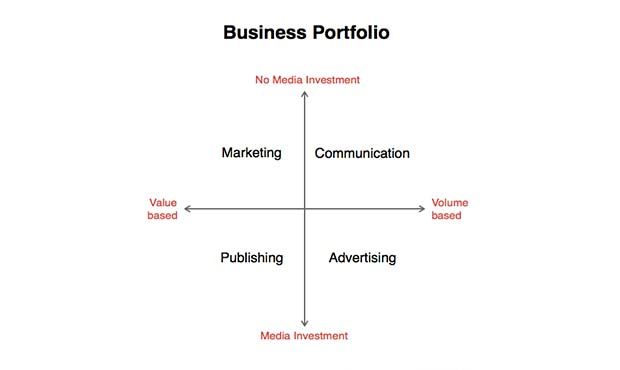 Business Portfolio
No Media Investment
Marketing
Communication
Value
based
Volume
based
Publishing
Advertising
Media Investment